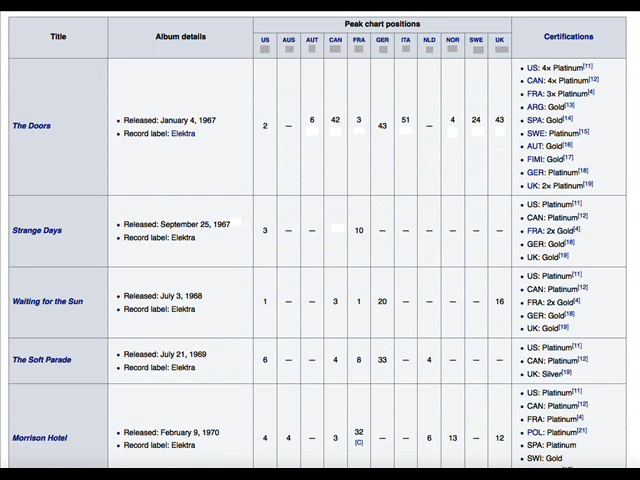 Title Album details Peak chart positions Certifications
US AUS AUT CAN FRA GER ITA NLD NOR SWE UK
The Doors
• Released: January 4, 1967
• Record label: Elektra
2 — 6 42 3 43 51 — 4 24 43
• US: 4× Platinum[11]
• CAN: 4× Platinum[12]
• FRA: 3× Platinum[4]
• ARG: Gold[13]
• SPA: Gold[14]
• SWE: Platinum[15]
• AUT: Gold[16]
• FIMI: Gold[17]
• GER: Platinum[18]
• UK: 2× Platinum[19]
Strange Days
• Released: September 25, 1967
• Record label: Elektra
3 — — 10 — — — — — —
• US: Platinum[11]
• CAN: Platinum[12]
• FRA: 2x Gold[4]
• GER: Gold[18]
• UK: Gold[19]
Waiting for the Sun
• Released: July 3, 1968
• Record label: Elektra
1 — — 3 1 20 — — — — 16
• US: Platinum[11]
• CAN: Platinum[12]
• FRA: 2x Gold[4]
• GER: Gold[18]
• UK: Gold[19]
The Soft Parade
• Released: July 21, 1969
• Record label: Elektra
6 — — 4 8 33 — 4 — — —
• US: Platinum[11]
• CAN: Platinum[12]
• UK: Silver[19]
Morrison Hotel
• Released: February 9, 1970
• Record label: Elektra
4 4 — 3 32 — — 6 13 — 12
[C]
• US: Platinum[11]
• CAN: Platinum[12]
• FRA: Platinum[4]
• POL: Platinum[21]
• SPA: Platinum
• SWI: Gold